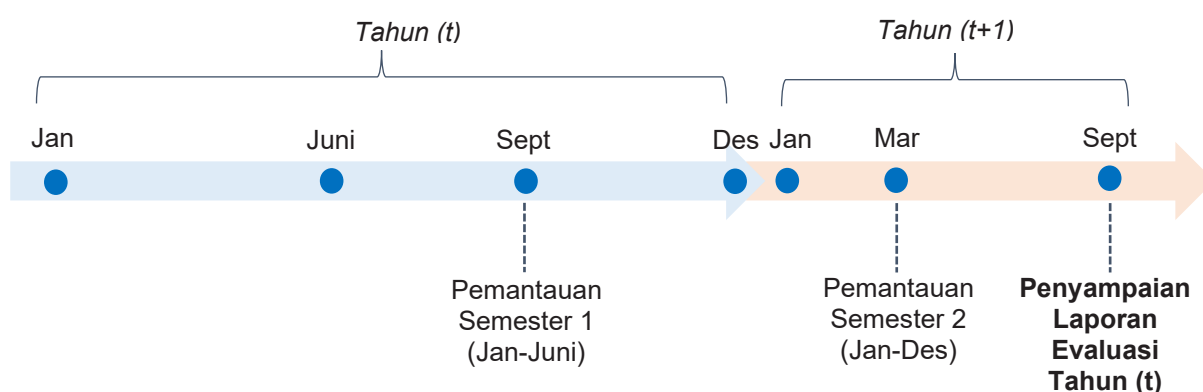 Tahun (t)
Tahun (t+1)
Jan
Juni
Sept
Des
Jan
Mar
Sept
Pemantauan
Semester 1
(Jan-Juni)
Pemantauan
Semester 2
(Jan-Des)
Penyampaian
Laporan
Evaluasi
Tahun (t)